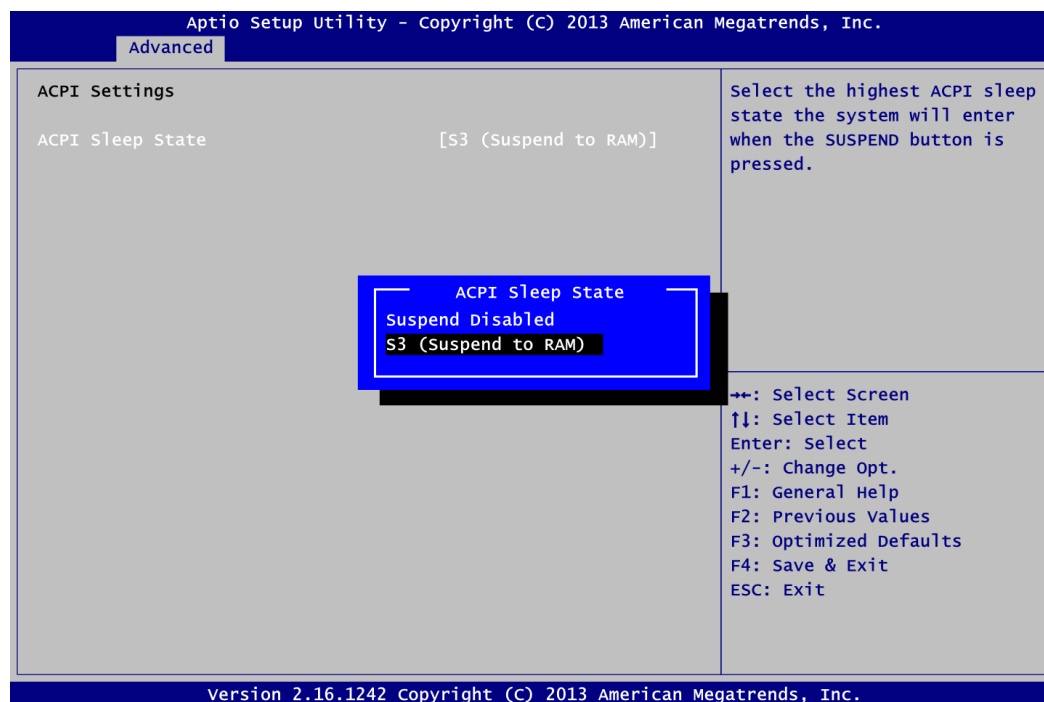 Aptio Setup Utility - Copyright (C) 2013 American Megatrends, Inc.
Advanced
ACPI Settings
ACPI Sleep State [S3 (Suspend to RAM)]
Select the highest ACPI sleep
state the system will enter
when the SUSPEND button is
pressed.
ACPI Sleep State
Suspend Disabled
S3 (Suspend to RAM)
→←: Select Screen
↑↓: Select Item
Enter: Select
+/-: Change Opt.
F1: General Help
F2: Previous Values
F3: Optimized Defaults
F4: Save & Exit
ESC: Exit
Version 2.16.1242 Copyright (C) 2013 American Megatrends, Inc.